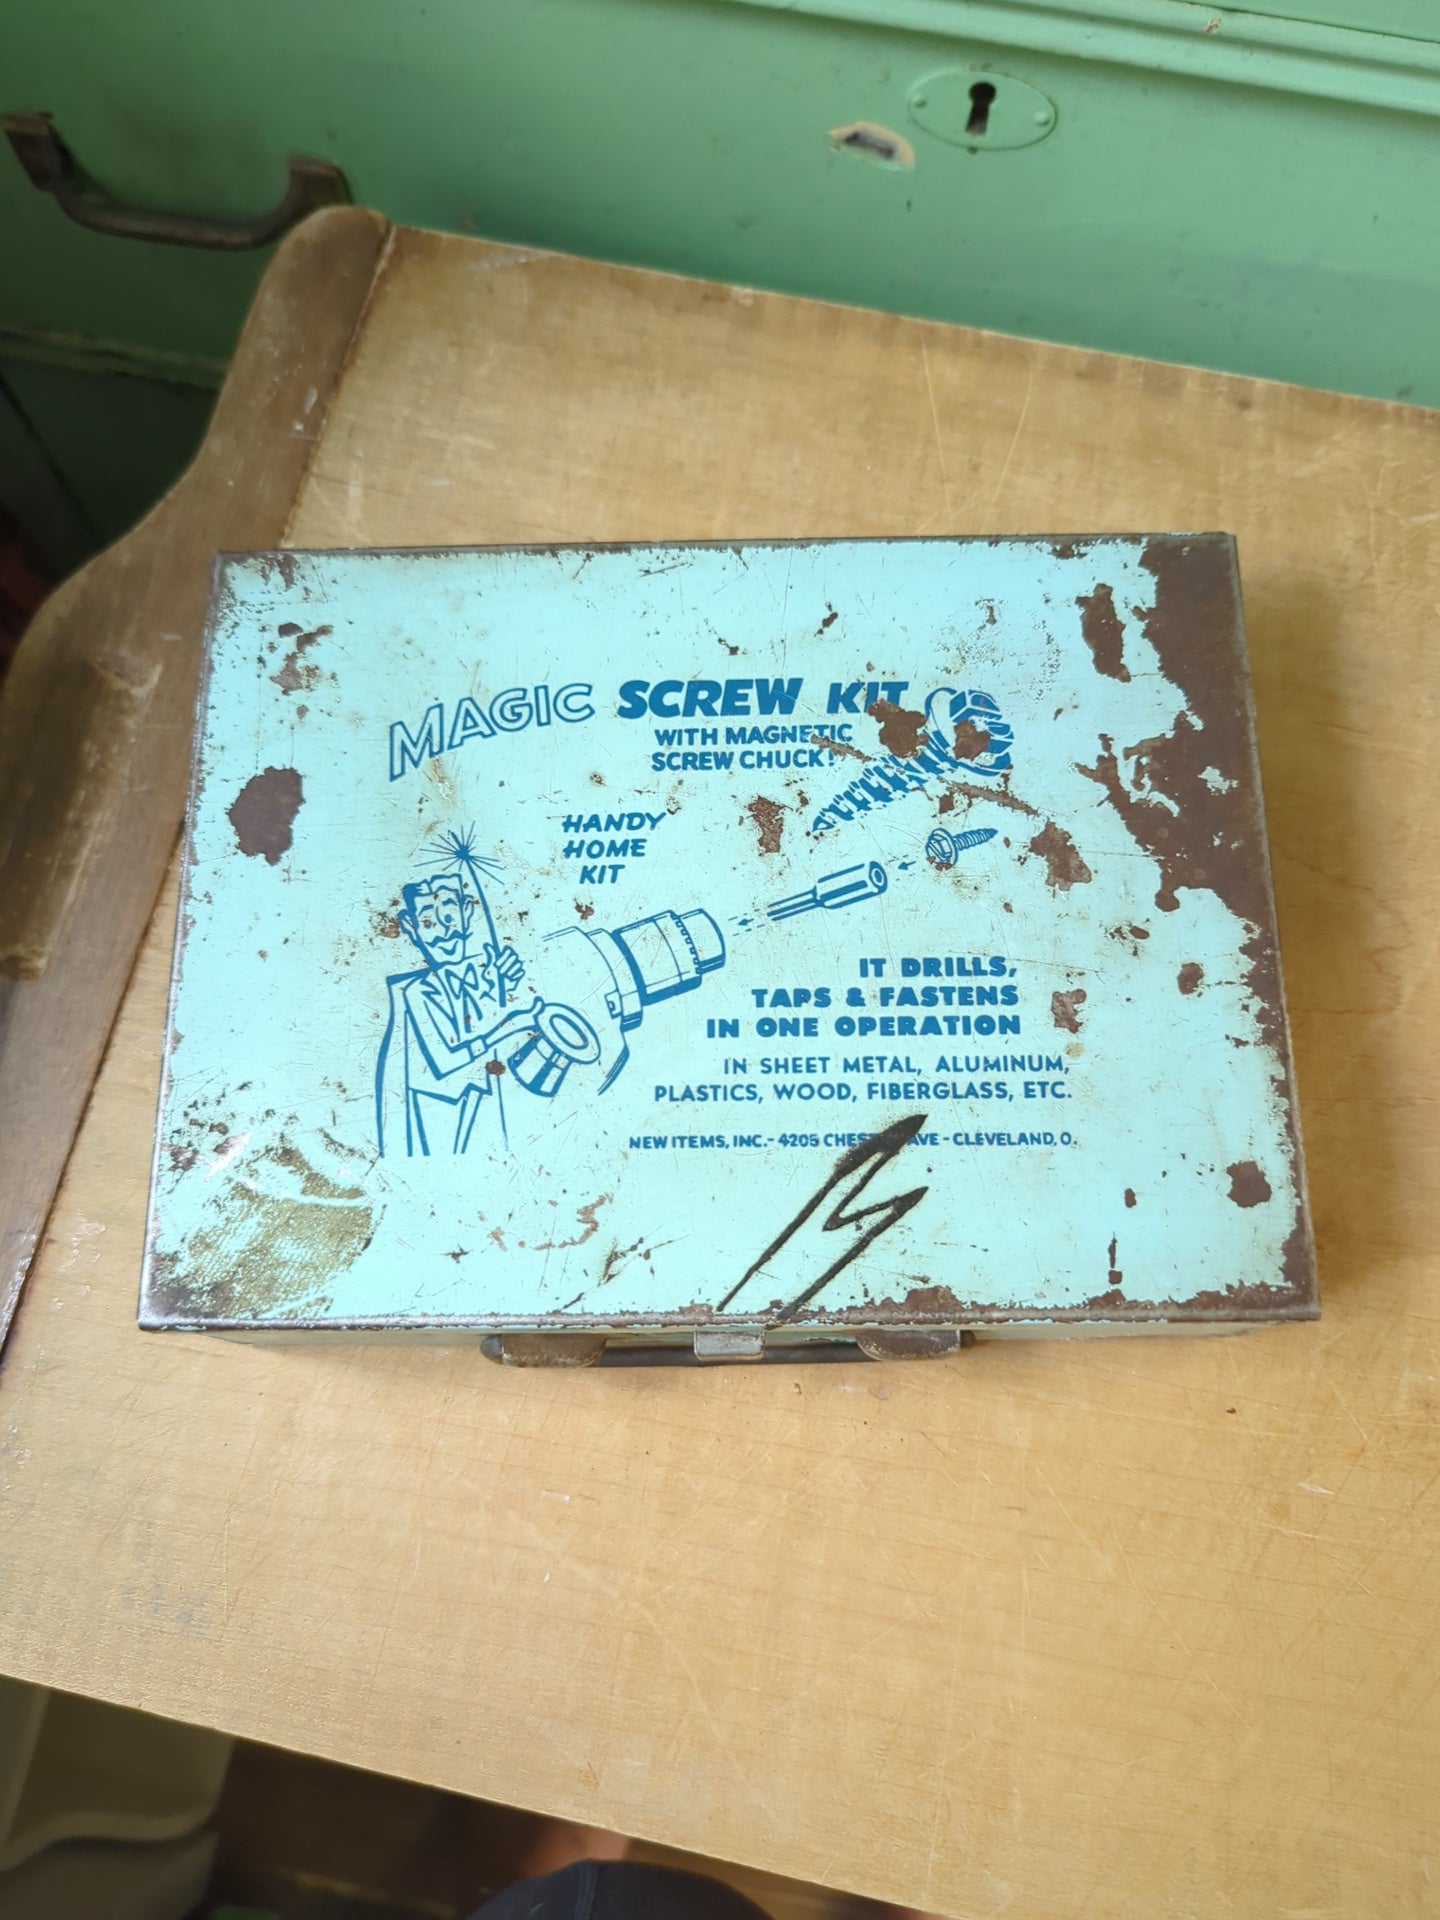 MAGIC SCREW KIT
WITH MAGNETIC
SCREW CHUCK!
HANDY
HOME
KIT
IT DRILLS,
TAPS & FASTENS
IN ONE OPERATION
IN SHEET METAL, ALUMINUM,
PLASTICS, WOOD, FIBERGLASS, ETC.
NEW ITEMS, INC.- 4205 AVE - CLEVELAND, O.